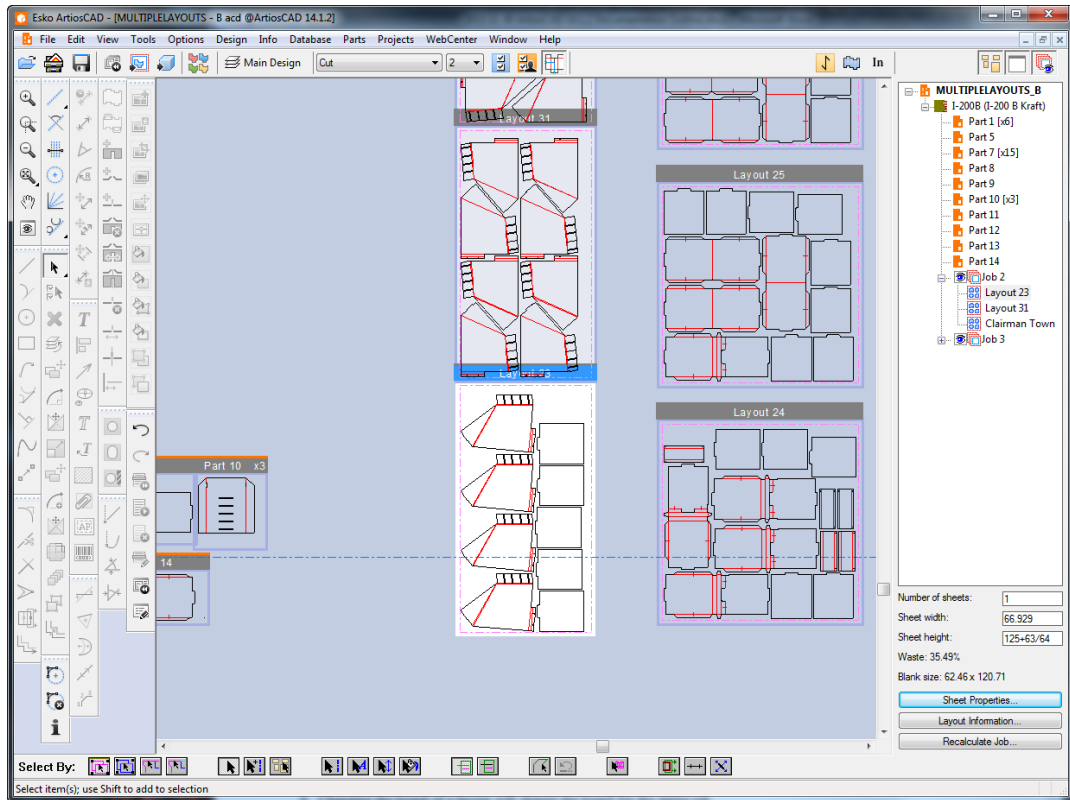 Esko ArtiosCAD - [MULTIPLELAYOUTS - B acd @ArtiosCAD 14.1.2]
File Edit View Tools Options Design Info Database Parts Projects WebCenter Window Help
Main Design Cut 2 In
Layout 31
Layout 25
Layout 23
Layout 24
Part 10 x3
14
MULTIPLELAYOUTS_B
I-200B (I-200 B Kraft)
Part 1 [x6]
Part 5
Part 7 [x15]
Part 8
Part 9
Part 10 [x3]
Part 11
Part 12
Part 13
Part 14
Job 2
Layout 23
Layout 31
Clairman Town
Job 3
Number of sheets: 1
Sheet width: 66.929
Sheet height: 125+63/64
Waste: 35.49%
Blank size: 62.46 x 120.71
Sheet Properties...
Layout Information...
Recalculate Job...
Select By:
Select item(s); use Shift to add to selection